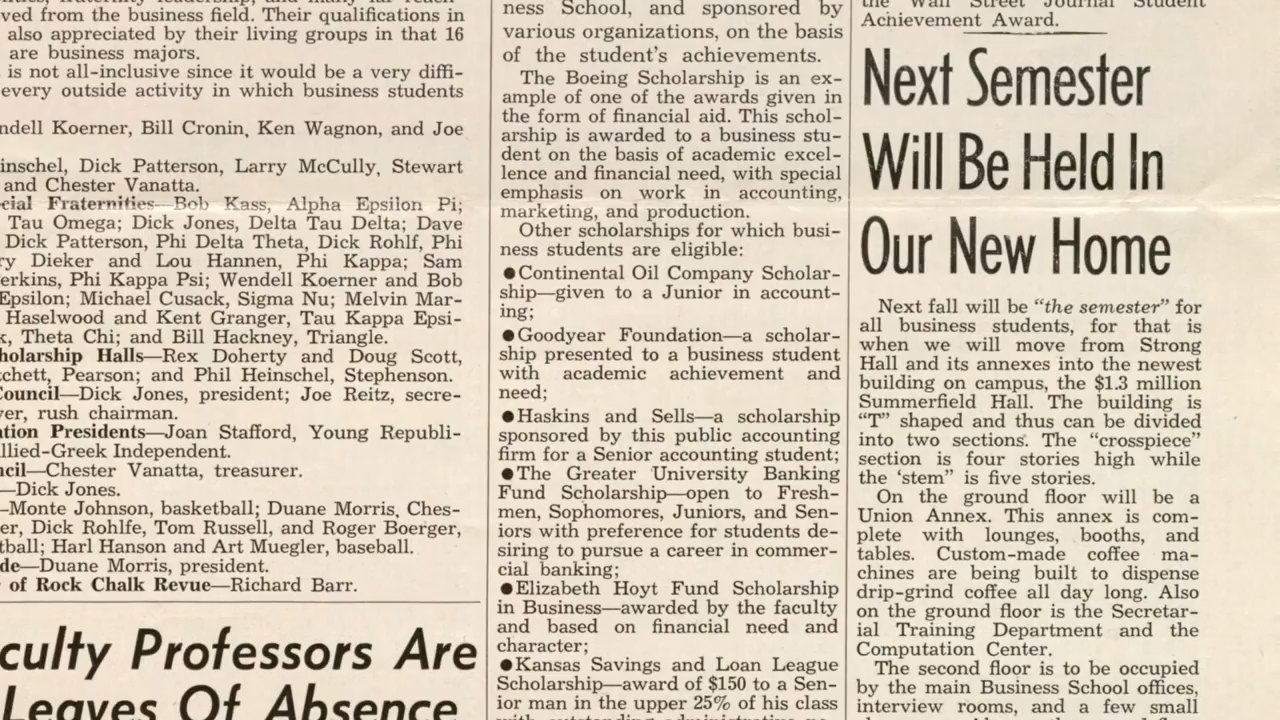 ved from the business field. Their qualifications in
also appreciated by their living groups in that 16
are business majors.
is not all-inclusive since it would be a very diffi-
every outside activity in which business students
ndell Koerner, Bill Cronin, Ken Wagnon, and Joe
inschel, Dick Patterson, Larry McCully, Stewart
and Chester Vanatta.
cial Fraternities—Bob Kass, Alpha Epsilon Pi;
Tau Omega; Dick Jones, Delta Tau Delta; Dave
Dick Patterson, Phi Delta Theta, Dick Rohlf, Phi
ry Dieker and Lou Hannen, Phi Kappa; Sam
erkins, Phi Kappa Psi; Wendell Koerner and Bob
Epsilon; Michael Cusack, Sigma Nu; Melvin Mar-
Haselwood and Kent Granger, Tau Kappa Epsi-
k, Theta Chi; and Bill Hackney, Triangle.
holarship Halls—Rex Doherty and Doug Scott,
tchett, Pearson; and Phil Heinschel, Stephenson.
Council—Dick Jones, president; Joe Reitz, secre-
ver, rush chairman.
ation Presidents—Joan Stafford, Young Republi-
llied-Greek Independent.
ncil—Chester Vanatta, treasurer.
—Dick Jones.
—Monte Johnson, basketball; Duane Morris, Ches-
er, Dick Rohlfe, Tom Russell, and Roger Boerger,
tball; Harl Hanson and Art Muegler, baseball.
de—Duane Morris, president.
of Rock Chalk Revue—Richard Barr.
culty Professors Are
Leaves Of Absence
ness School, and sponsored by
various organizations, on the basis
of the student's achievements.
The Boeing Scholarship is an ex-
ample of one of the awards given in
the form of financial aid. This schol-
arship is awarded to a business stu-
dent on the basis of academic excel-
lence and financial need, with special
emphasis on work in accounting,
marketing, and production.
Other scholarships for which busi-
ness students are eligible:
●Continental Oil Company Scholar-
ship—given to a Junior in account-
ing;
●Goodyear Foundation—a scholar-
ship presented to a business student
with academic achievement and
need;
●Haskins and Sells—a scholarship
sponsored by this public accounting
firm for a Senior accounting student;
●The Greater University Banking
Fund Scholarship—open to Fresh-
men, Sophomores, Juniors, and Sen-
iors with preference for students de-
siring to pursue a career in commer-
cial banking;
●Elizabeth Hoyt Fund Scholarship
in Business—awarded by the faculty
and based on financial need and
character;
●Kansas Savings and Loan League
Scholarship—award of $150 to a Sen-
ior man in the upper 25% of his class
the Wall Street Journal Student
Achievement Award.
Next Semester
Will Be Held In
Our New Home
Next fall will be "the semester" for
all business students, for that is
when we will move from Strong
Hall and its annexes into the newest
building on campus, the $1.3 million
Summerfield Hall. The building is
"T" shaped and thus can be divided
into two sections. The "crosspiece"
section is four stories high while
the 'stem" is five stories.
On the ground floor will be a
Union Annex. This annex is com-
plete with lounges, booths, and
tables. Custom-made coffee ma-
chines are being built to dispense
drip-grind coffee all day long. Also
on the ground floor is the Secretar-
ial Training Department and the
Computation Center.
The second floor is to be occupied
by the main Business School offices,
interview rooms, and a few small